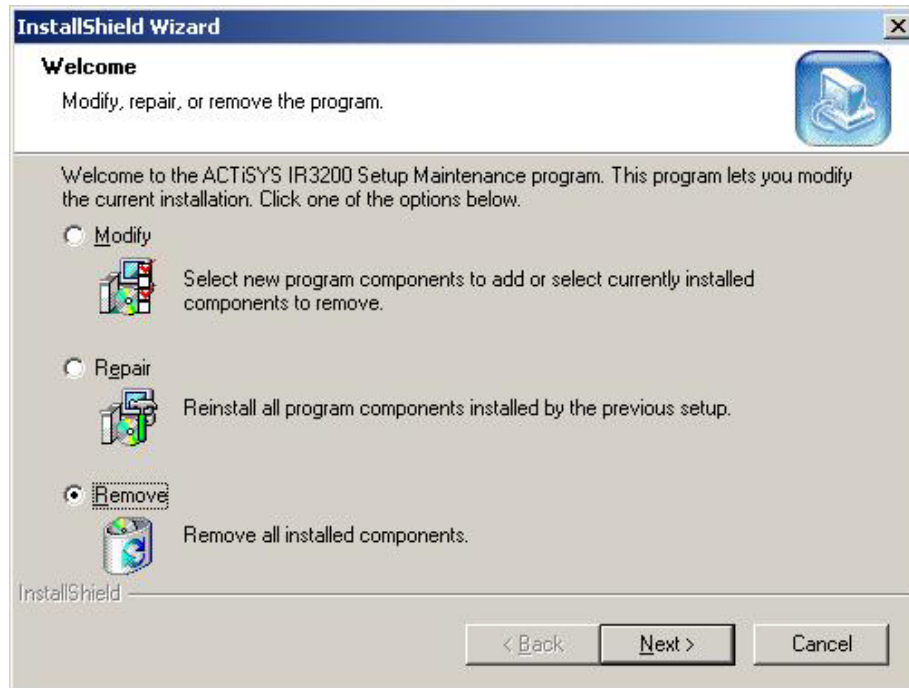 InstallShield Wizard
Welcome
Modify, repair, or remove the program.
Welcome to the ACTiSYS IR3200 Setup Maintenance program. This program lets you modify
the current installation. Click one of the options below.
Modify
Select new program components to add or select currently installed
components to remove.
Repair
Reinstall all program components installed by the previous setup.
Remove
Remove all installed components.
InstallShield
< Back
Next >
Cancel